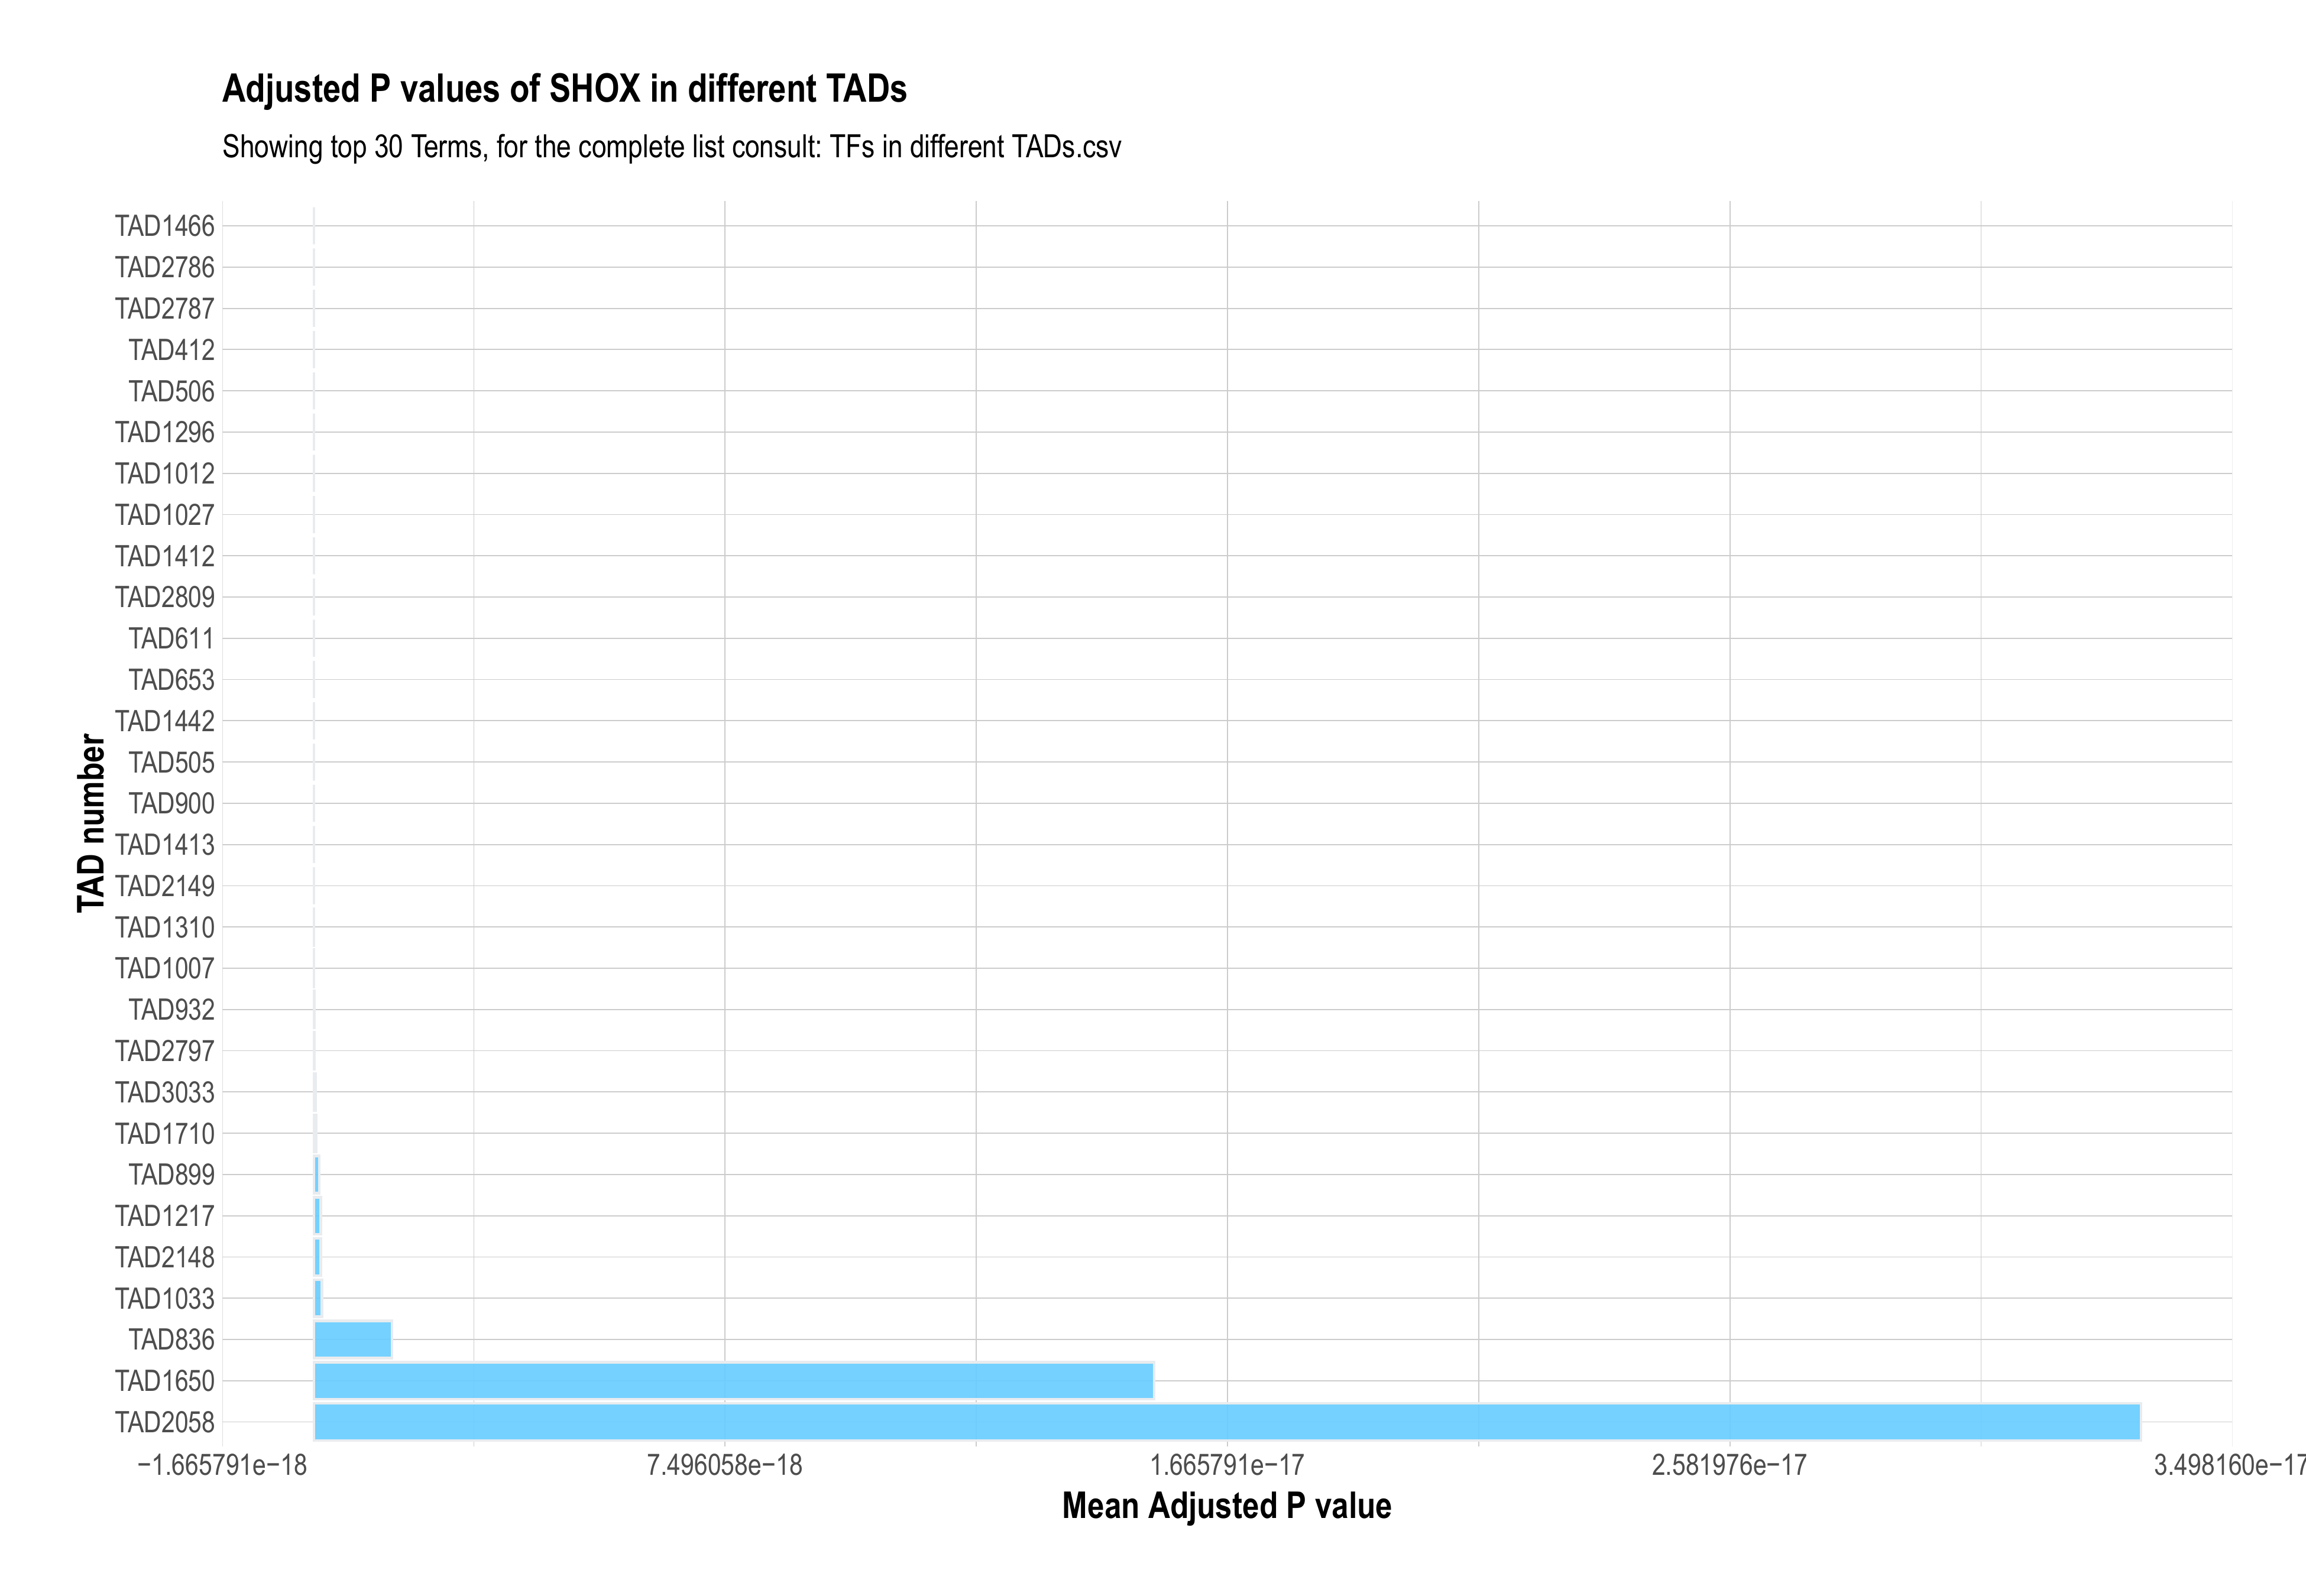 Adjusted P values of SHOX in different TADs
Showing top 30 Terms, for the complete list consult: TFs in different TADs.csv
TAD number
TAD1466
TAD2786
TAD2787
TAD412
TAD506
TAD1296
TAD1012
TAD1027
TAD1412
TAD2809
TAD611
TAD653
TAD1442
TAD505
TAD900
TAD1413
TAD2149
TAD1310
TAD1007
TAD932
TAD2797
TAD3033
TAD1710
TAD899
TAD1217
TAD2148
TAD1033
TAD836
TAD1650
TAD2058
−1.665791e−18 7.496058e−18 1.665791e−17 2.581976e−17 3.498160e−17
Mean Adjusted P value